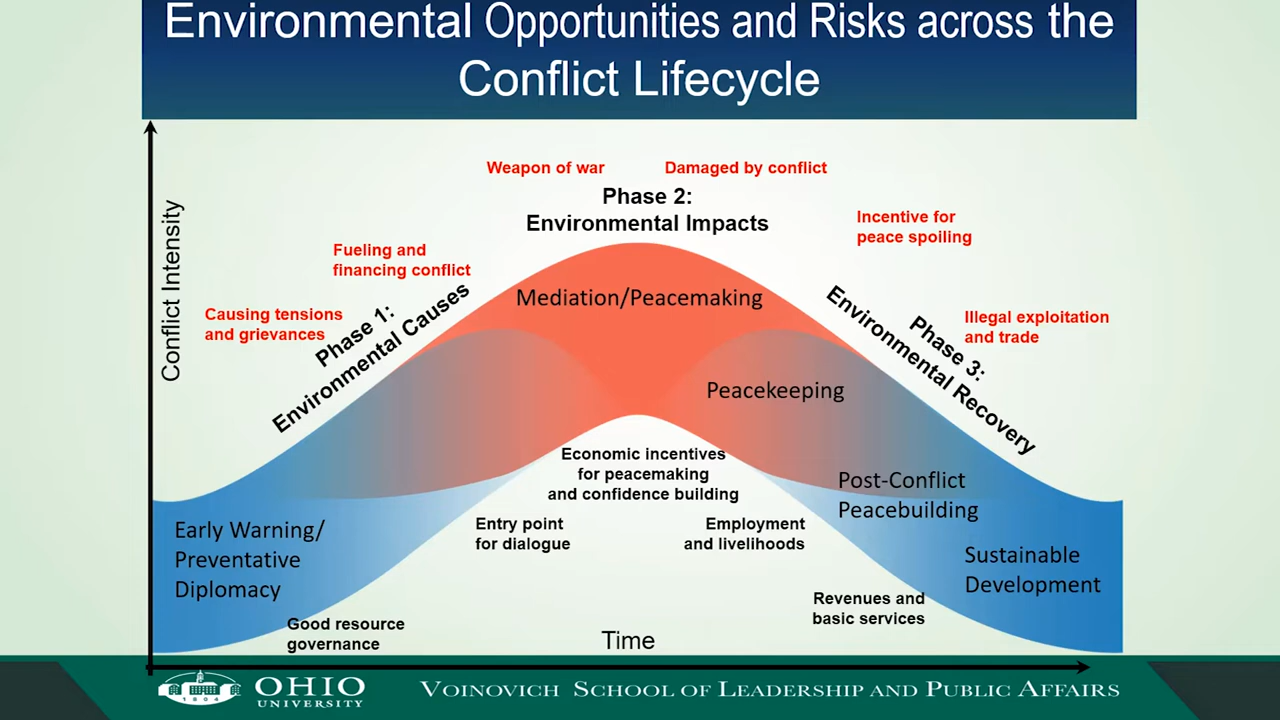 Environmental Opportunities and Risks across the
Conflict Lifecycle
Conflict Intensity
Weapon of war
Damaged by conflict
Phase 2:
Environmental Impacts
Incentive for
peace spoiling
Fueling and
financing conflict
Causing tensions
and grievances
Phase 1:
Environmental Causes
Mediation/Peacemaking
Phase 3:
Environmental Recovery
Illegal exploitation
and trade
Peacekeeping
Economic incentives
for peacemaking
and confidence building
Post-Conflict
Peacebuilding
Early Warning/
Preventative
Diplomacy
Entry point
for dialogue
Employment
and livelihoods
Sustainable
Development
Good resource
governance
Revenues and
basic services
Time
1804
OHIO
UNIVERSITY
VOINOVICH SCHOOL OF LEADERSHIP AND PUBLIC AFFAIRS